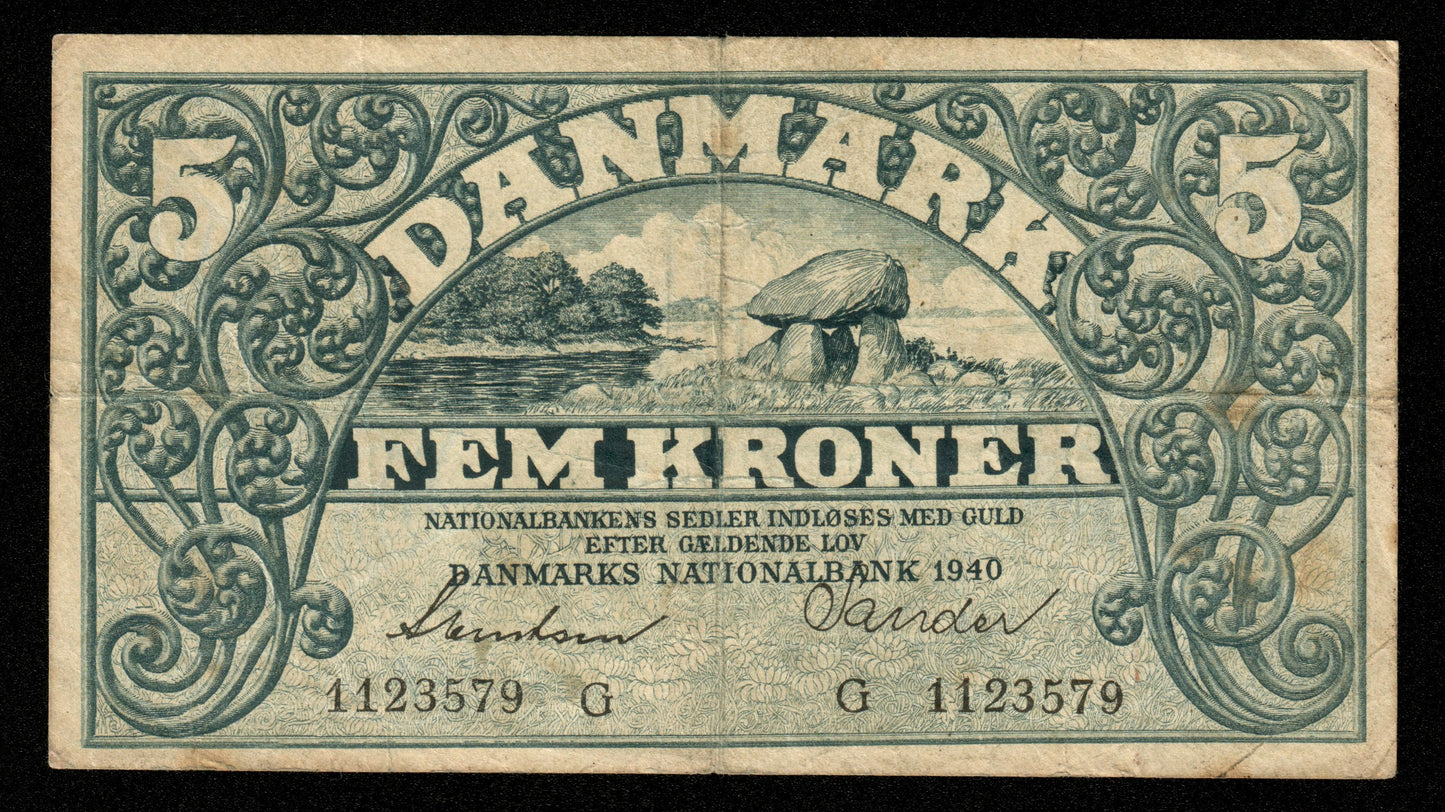 5 DANMARK 5
FEM KRONER
NATIONALBANKENS SEDLER INDLØSES MED GULD
EFTER GÆLDENDE LOV
DANMARKS NATIONALBANK 1940
1123579 G G 1123579